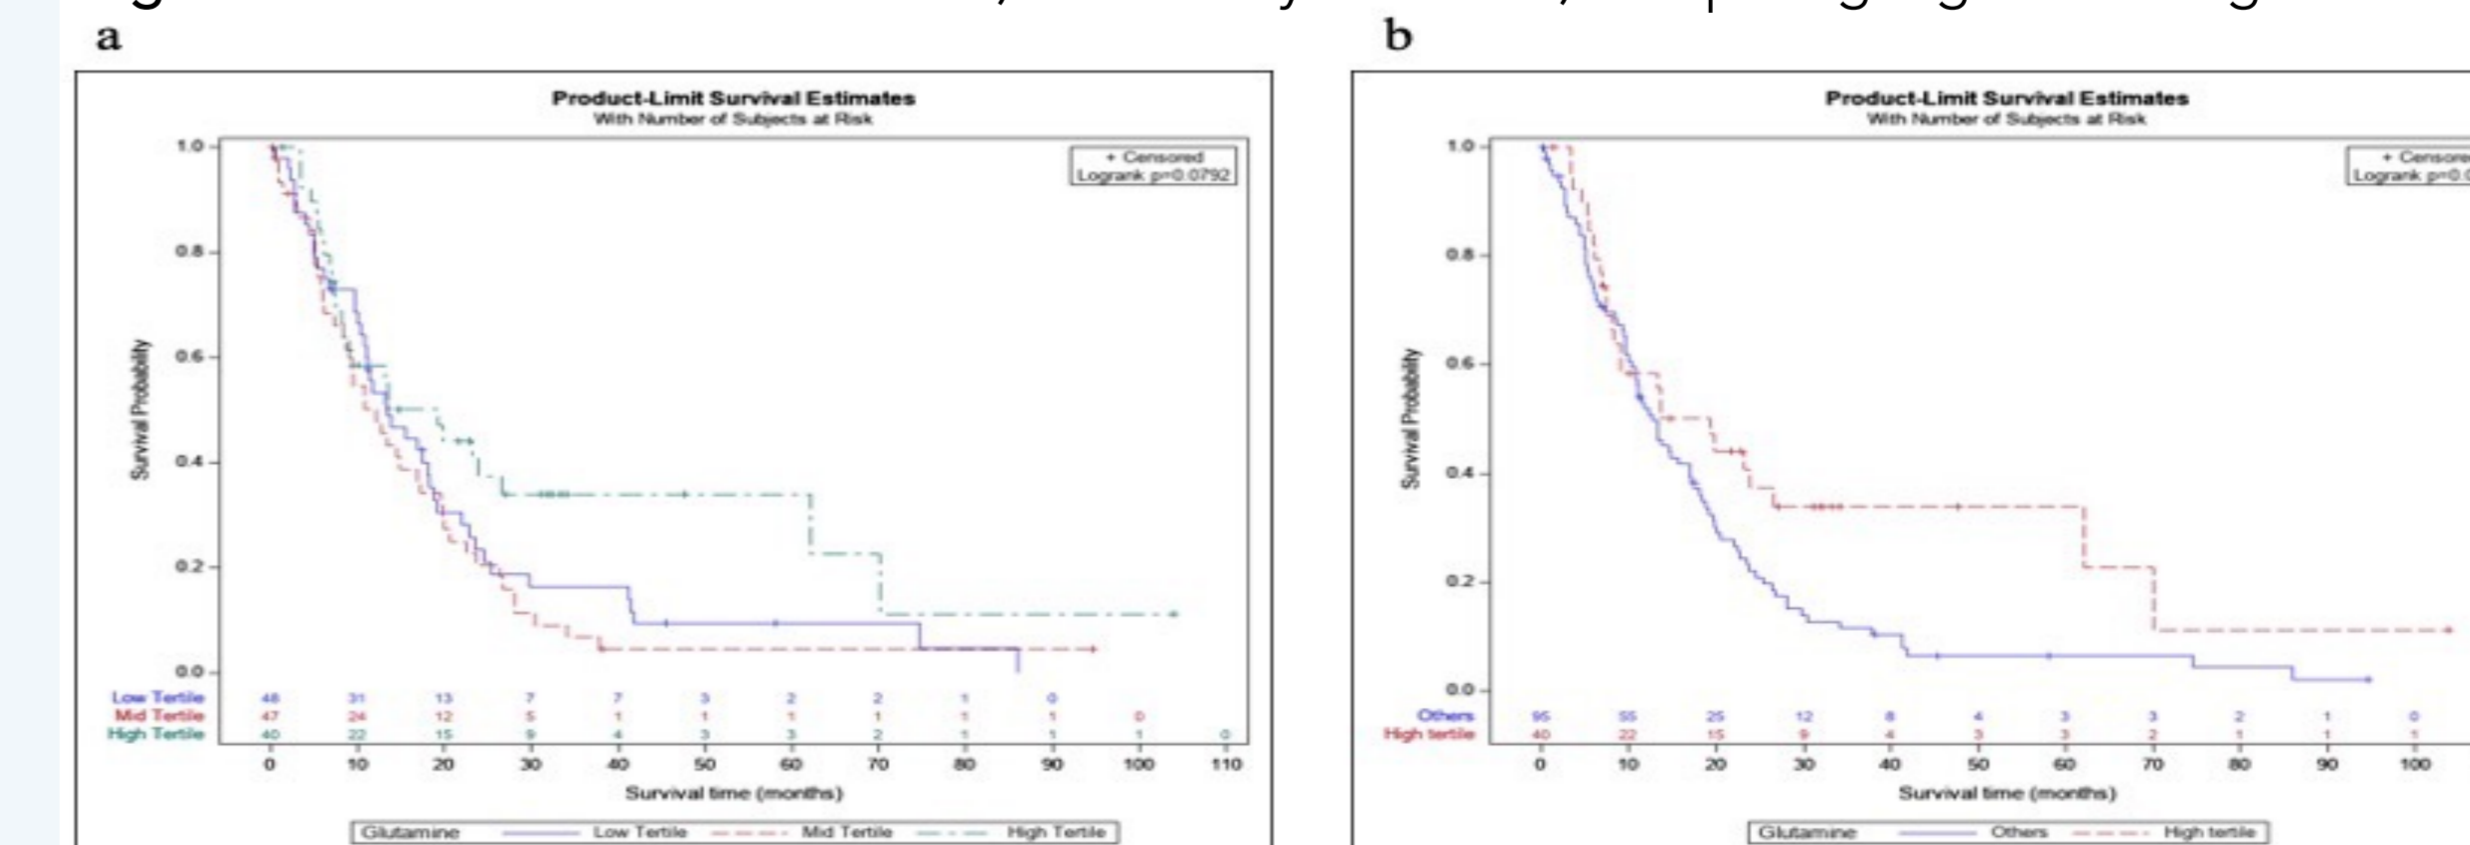 a
Product-Limit Survival Estimates
With Number of Subjects at Risk
+ Censored
Logrank p=0.0792
Survival Probability
1.0
0.8
0.6
0.4
0.2
0.0
Low Tertile 48 31 13 7 7 3 2 2 1 0
Mid Tertile 47 24 12 5 1 1 1 1 1 1 0
High Tertile 40 22 15 9 4 3 3 2 1 1 1 0
0 10 20 30 40 50 60 70 80 90 100 110
Survival time (months)
Glutamine Low Tertile Mid Tertile High Tertile
b
Product-Limit Survival Estimates
With Number of Subjects at Risk
+ Censore
Logrank p=0.0
Survival Probability
1.0
0.8
0.6
0.4
0.2
0.0
Others 95 55 25 12 8 4 3 3 2 1 0
High tertile 40 22 15 9 4 3 3 2 1 1 1
0 10 20 30 40 50 60 70 80 90 100
Survival time (months)
Glutamine Others High tertile